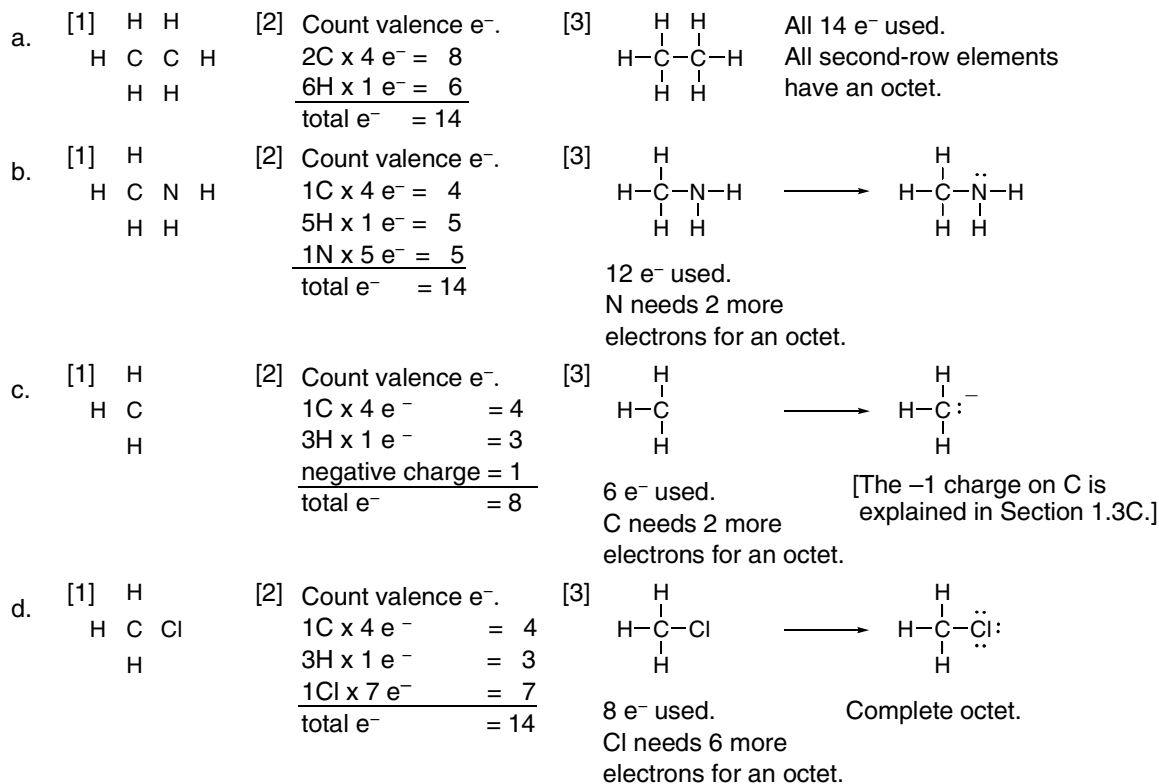 a. [1] H H [2] Count valence e⁻. [3] H H All 14 e⁻ used.
H C C H 2C x 4 e⁻ = 8 H–C–C–H All second-row elements
H H 6H x 1 e⁻ = 6 H H have an octet.
total e⁻ = 14
b. [1] H [2] Count valence e⁻. [3] H H
H C N H 1C x 4 e⁻ = 4 H–C–N–H H–C–N–H
H H 5H x 1 e⁻ = 5 H H H H
1N x 5 e⁻ = 5
total e⁻ = 14
12 e⁻ used.
N needs 2 more
electrons for an octet.
c. [1] H [2] Count valence e⁻. [3] H H
H C 1C x 4 e⁻ = 4 H–C H–C:⁻
H 3H x 1 e⁻ = 3 H H
negative charge = 1
total e⁻ = 8
6 e⁻ used. [The –1 charge on C is
C needs 2 more explained in Section 1.3C.]
electrons for an octet.
d. [1] H [2] Count valence e⁻. [3] H H
H C Cl 1C x 4 e⁻ = 4 H–C–Cl H–C–Cl:
H 3H x 1 e⁻ = 3 H H
1Cl x 7 e⁻ = 7
total e⁻ = 14
8 e⁻ used. Complete octet.
Cl needs 6 more
electrons for an octet.